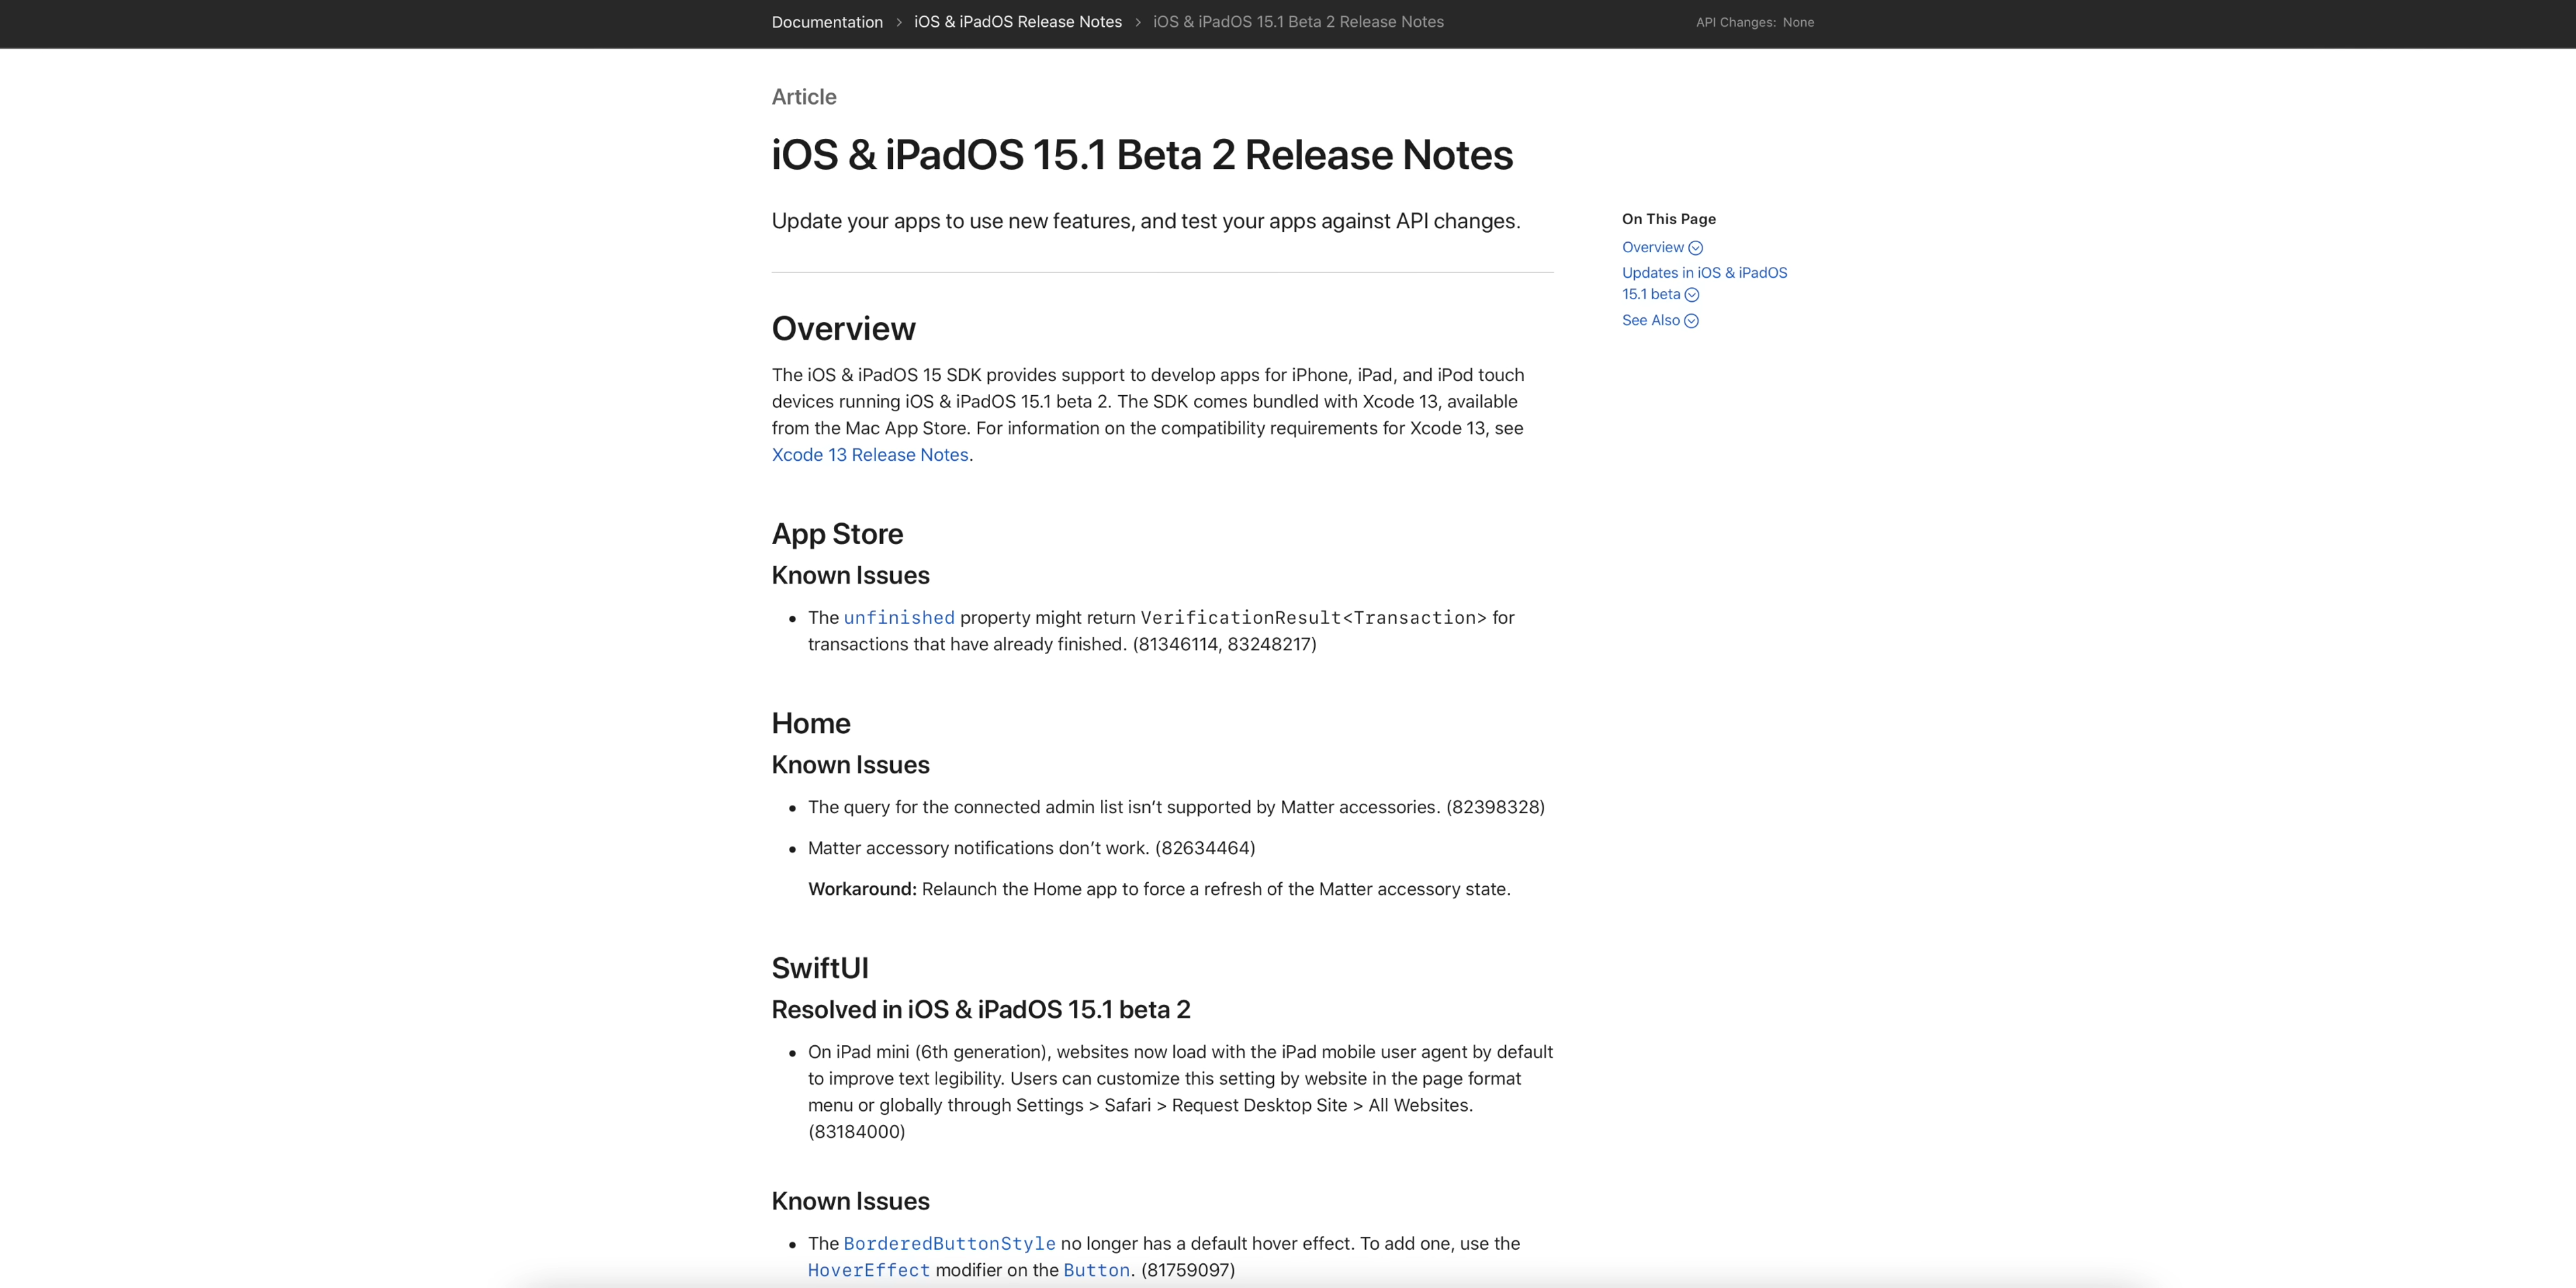 Documentation > iOS & iPadOS Release Notes > iOS & iPadOS 15.1 Beta 2 Release Notes
API Changes: None
Article
iOS & iPadOS 15.1 Beta 2 Release Notes
Update your apps to use new features, and test your apps against API changes.
On This Page
Overview
Updates in iOS & iPadOS
15.1 beta
See Also
Overview
The iOS & iPadOS 15 SDK provides support to develop apps for iPhone, iPad, and iPod touch
devices running iOS & iPadOS 15.1 beta 2. The SDK comes bundled with Xcode 13, available
from the Mac App Store. For information on the compatibility requirements for Xcode 13, see
Xcode 13 Release Notes.
App Store
Known Issues
• The unfinished property might return VerificationResult<Transaction> for
transactions that have already finished. (81346114, 83248217)
Home
Known Issues
• The query for the connected admin list isn’t supported by Matter accessories. (82398328)
• Matter accessory notifications don’t work. (82634464)
Workaround: Relaunch the Home app to force a refresh of the Matter accessory state.
SwiftUI
Resolved in iOS & iPadOS 15.1 beta 2
• On iPad mini (6th generation), websites now load with the iPad mobile user agent by default
to improve text legibility. Users can customize this setting by website in the page format
menu or globally through Settings > Safari > Request Desktop Site > All Websites.
(83184000)
Known Issues
• The BorderedButtonStyle no longer has a default hover effect. To add one, use the
HoverEffect modifier on the Button. (81759097)